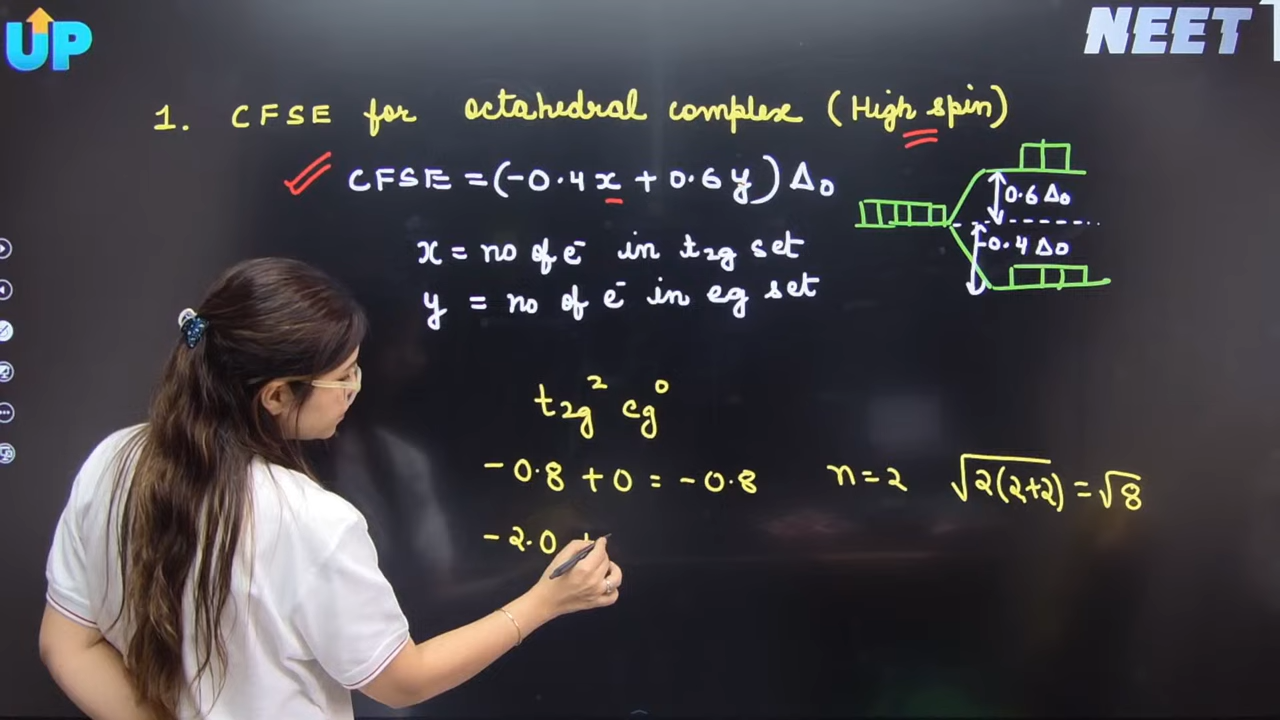 UP
NEET
1. CFSE for octahedral complex (High spin)
CFSE = (-0.4x + 0.6y) Δ₀
0.6 Δ₀
-0.4 Δ₀
x = no of e⁻ in t₂g set
y = no of e⁻ in eg set
t₂g² eg⁰
-0.8 + 0 = -0.8 n = 2 √2(2+2) = √8
-2.0 +